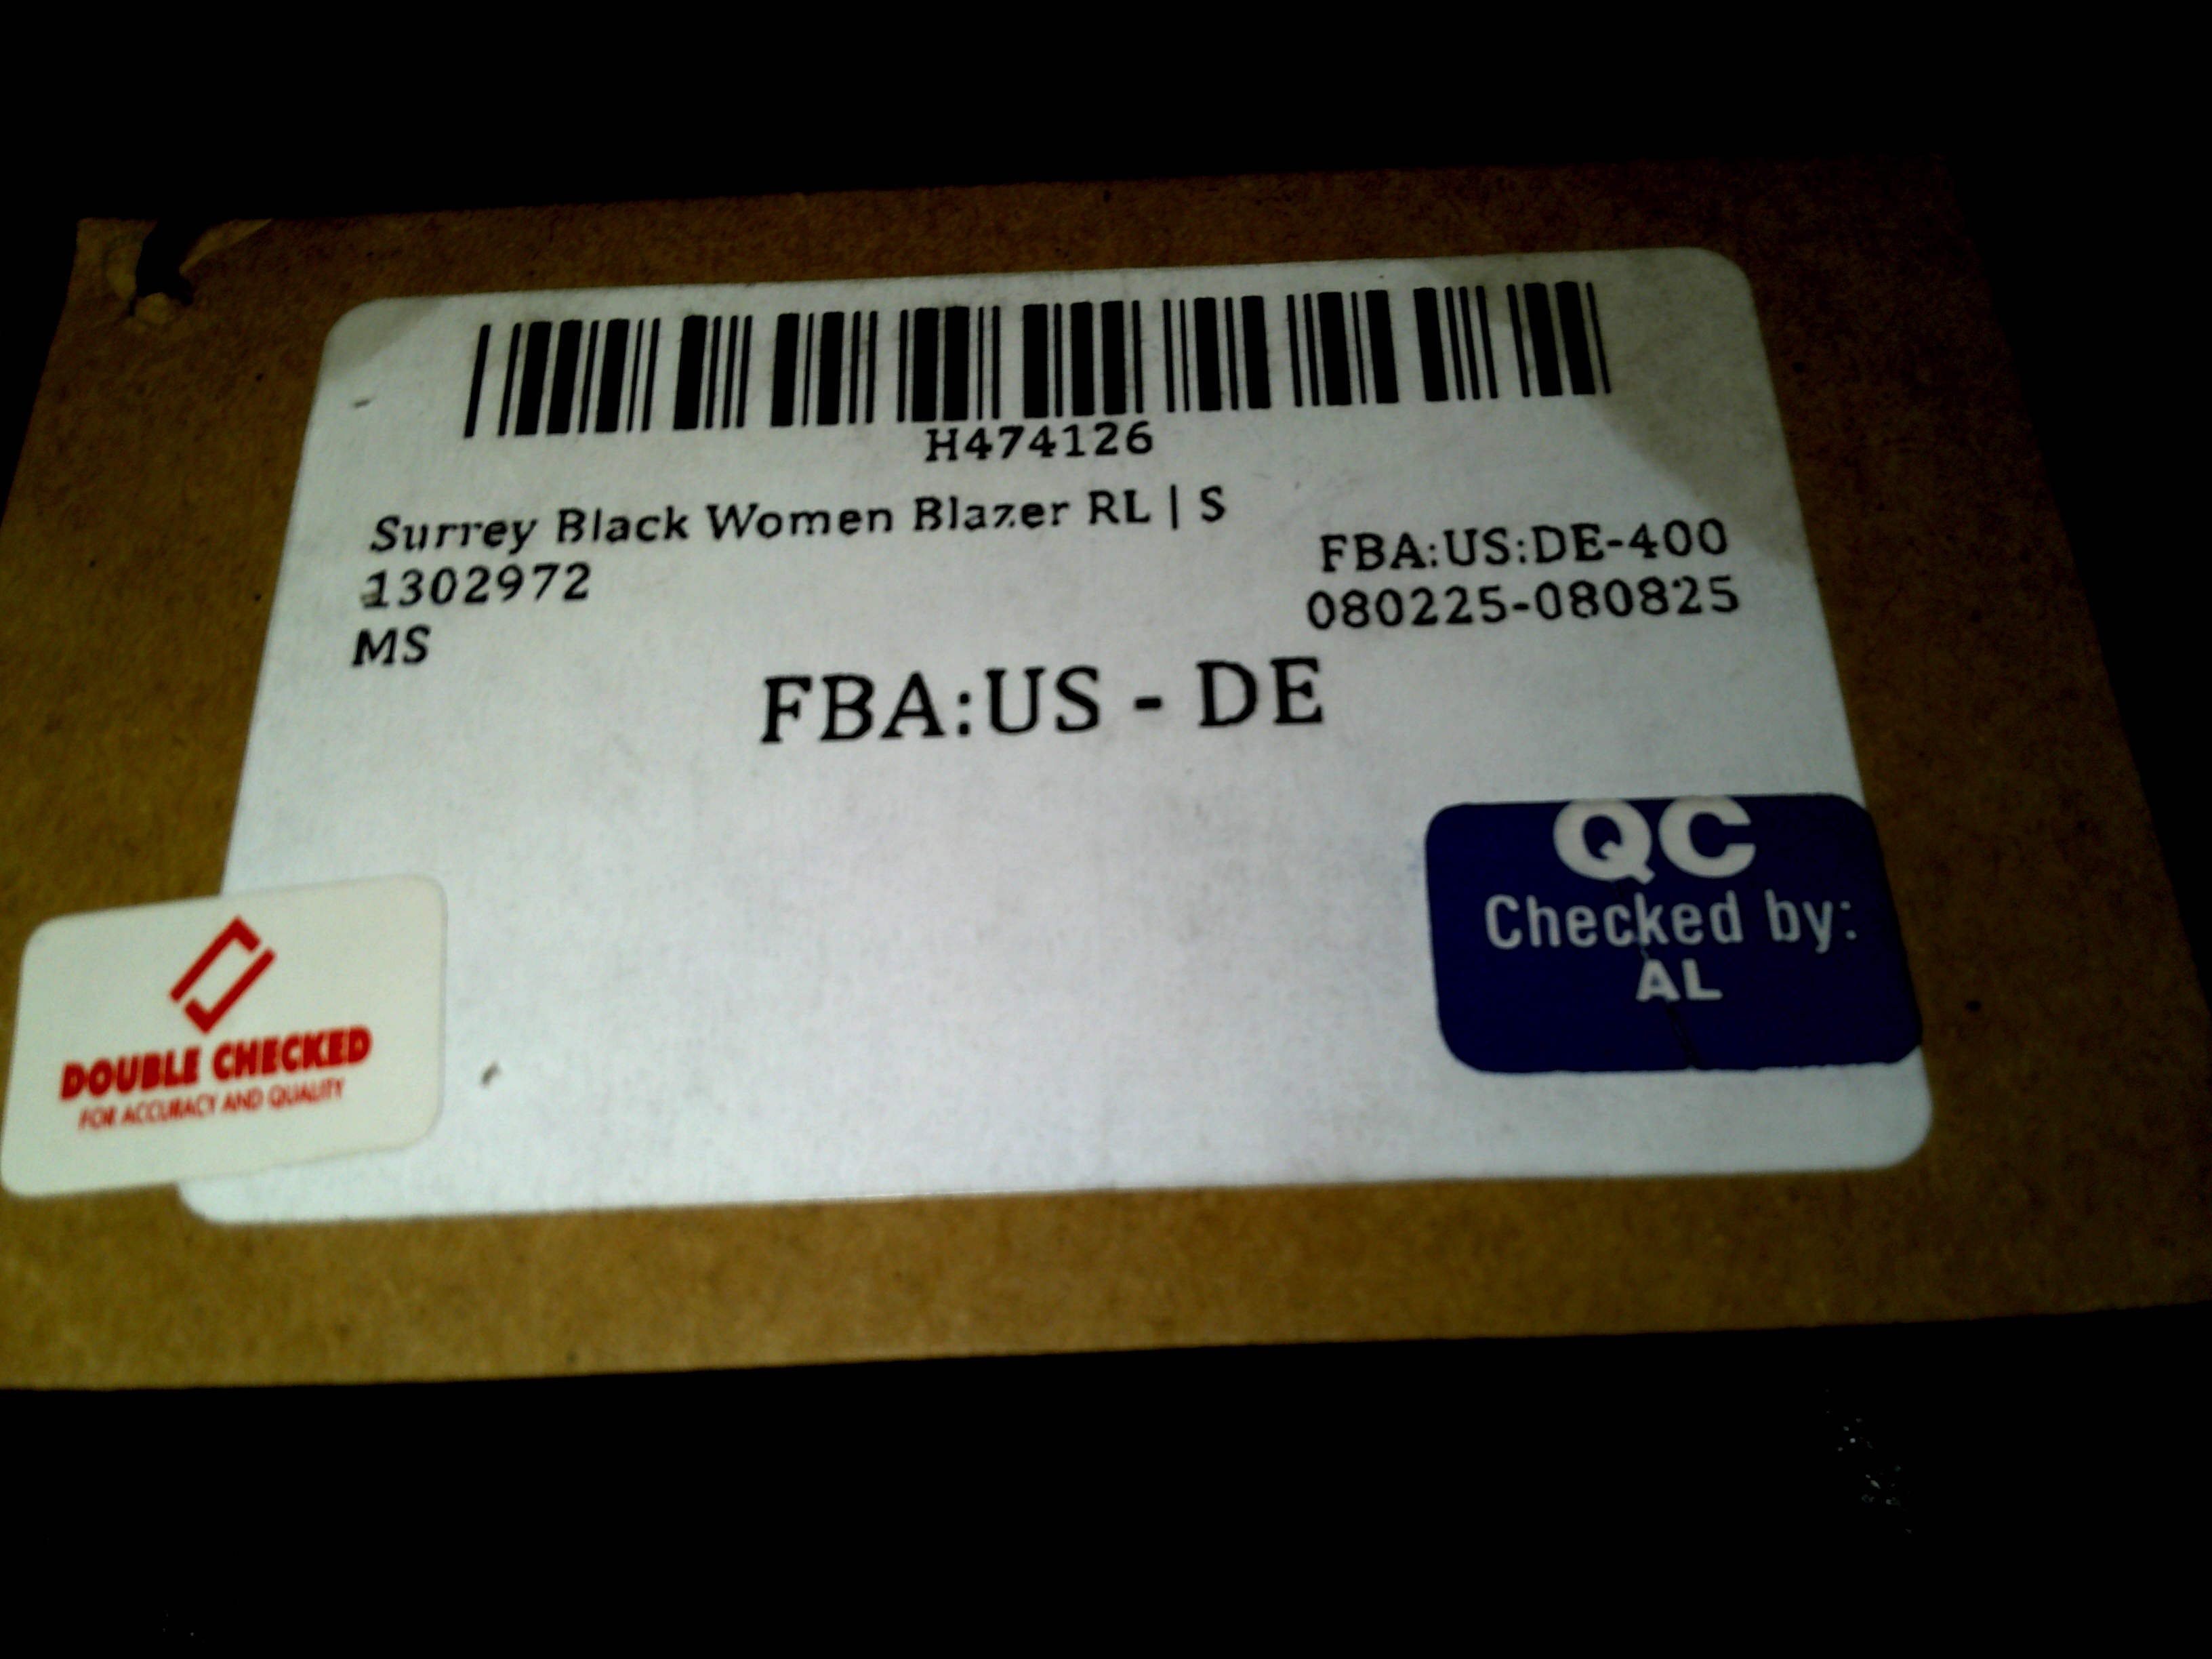 H474126
Surrey Black Women Blazer RL | S
1302972
MS
FBA:US:DE-400
080225-080825
FBA:US - DE
QC
Checked by:
AL
DOUBLE CHECKED
FOR ACCURACY AND QUALITY